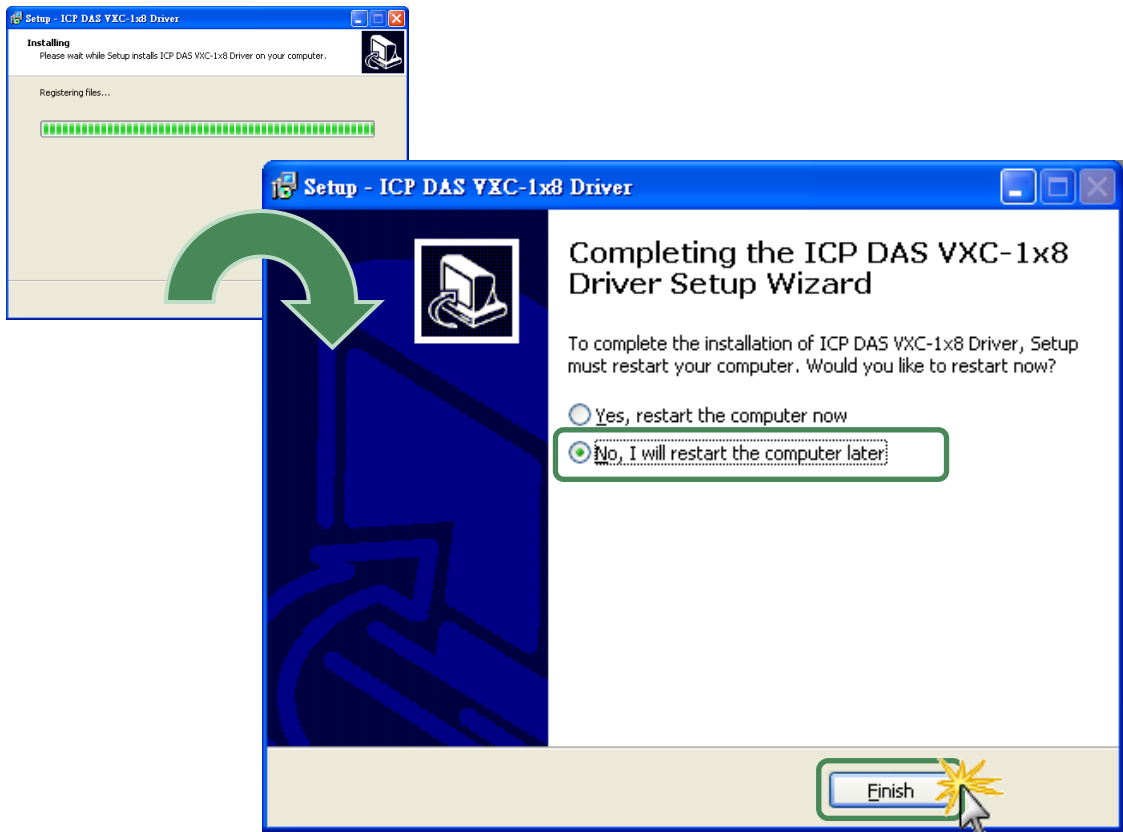 Setup - ICP DAS VXC-1x8 Driver
Installing
Please wait while Setup installs ICP DAS VXC-1x8 Driver on your computer.
Registering files...
Setup - ICP DAS VXC-1x8 Driver
Completing the ICP DAS VXC-1x8
Driver Setup Wizard
To complete the installation of ICP DAS VXC-1x8 Driver, Setup
must restart your computer. Would you like to restart now?
Yes, restart the computer now
No, I will restart the computer later
Finish